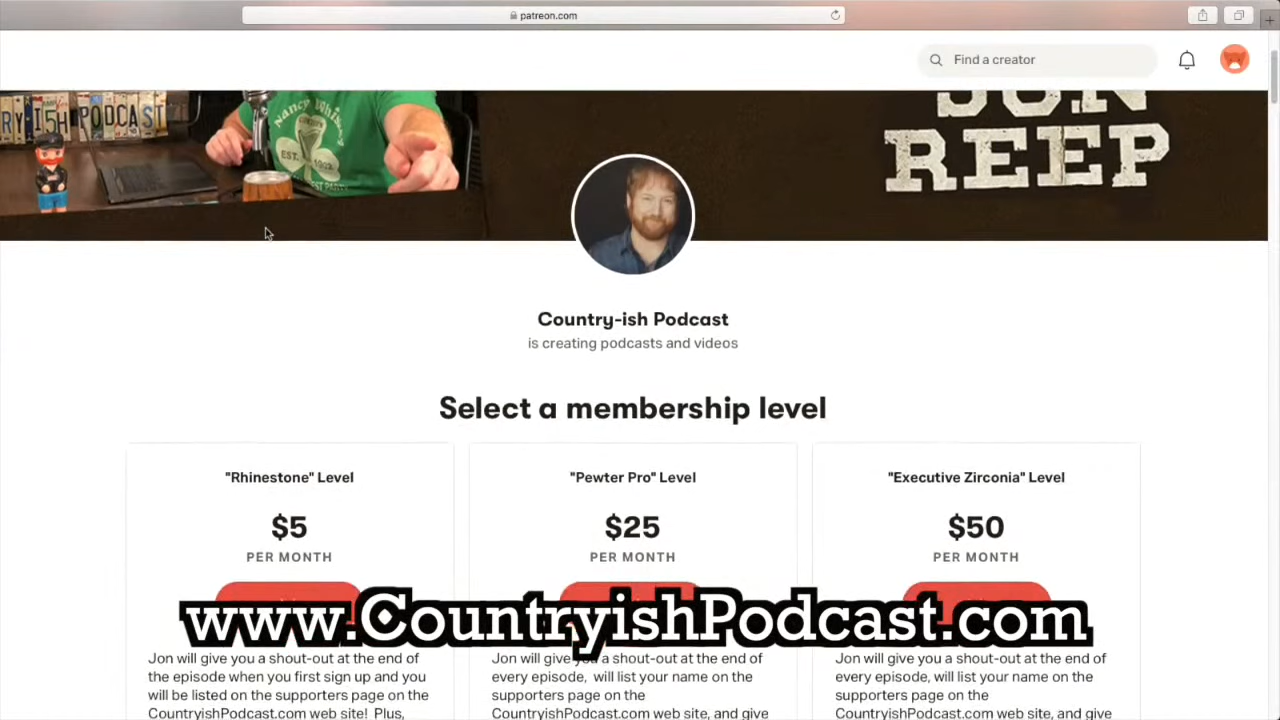 patreon.com
Find a creator
RY-ISH PODCAST
EST.
JON
REEP
Country-ish Podcast
is creating podcasts and videos
Select a membership level
"Rhinestone" Level
$5
PER MONTH
"Pewter Pro" Level
$25
PER MONTH
"Executive Zirconia" Level
$50
PER MONTH
www.CountryishPodcast.com
Jon will give you a shout-out at the end of
the episode when you first sign up and you
will be listed on the supporters page on the
CountryishPodcast.com web site! Plus,
Jon will give you a shout-out at the end of
every episode, will list your name on the
supporters page on the
CountryishPodcast.com web site, and give
Jon will give you a shout-out at the end of
every episode, will list your name on the
supporters page on the
CountryishPodcast.com web site, and give